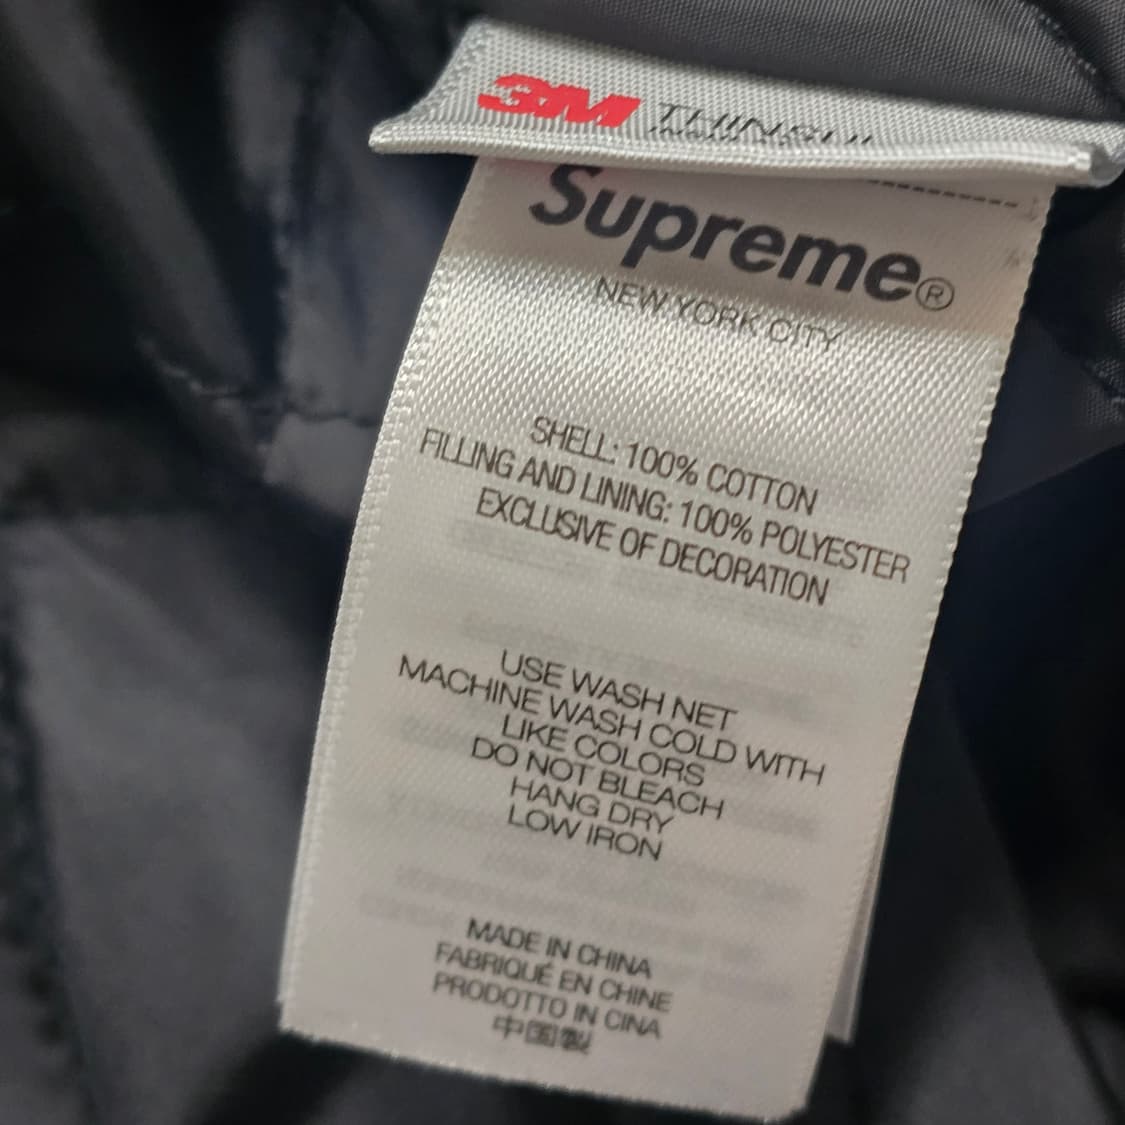 3M
Supreme®
NEW YORK CITY
SHELL: 100% COTTON
FILLING AND LINING: 100% POLYESTER
EXCLUSIVE OF DECORATION
USE WASH NET
MACHINE WASH COLD WITH
LIKE COLORS
DO NOT BLEACH
HANG DRY
LOW IRON
MADE IN CHINA
FABRIQUÉ EN CHINE
PRODOTTO IN CINA
中国製